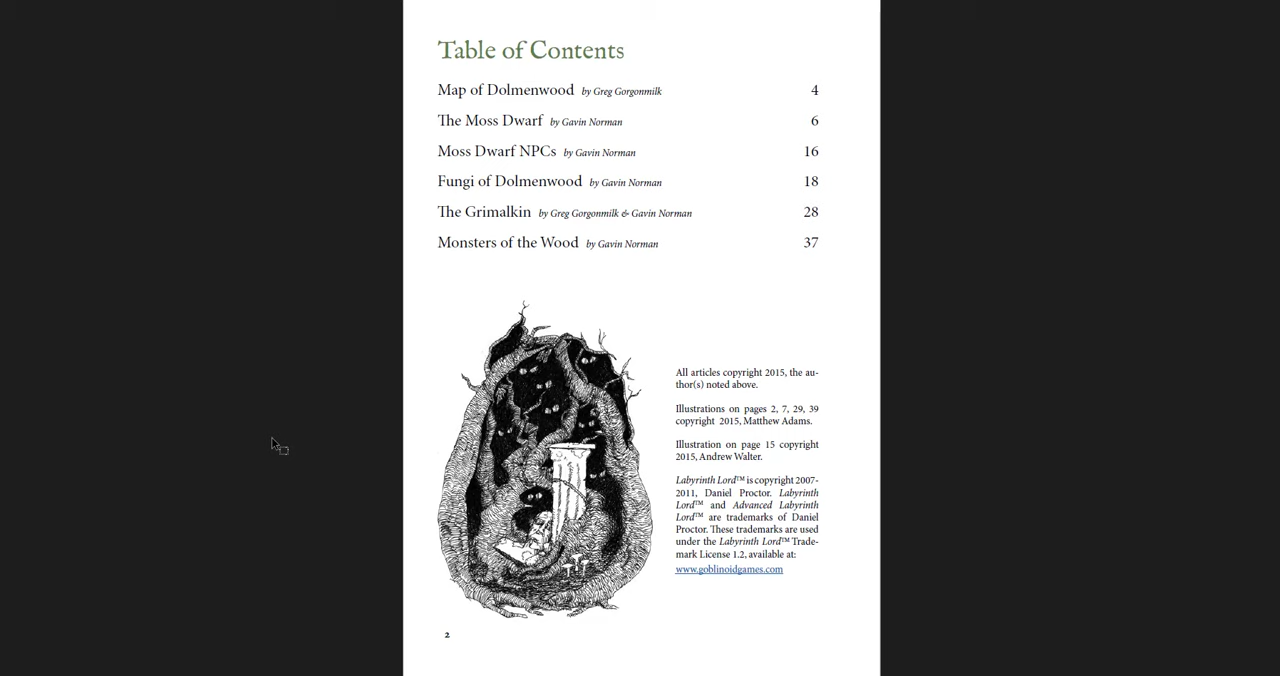 Table of Contents
Map of Dolmenwood by Greg Gorgonmilk 4
The Moss Dwarf by Gavin Norman 6
Moss Dwarf NPCs by Gavin Norman 16
Fungi of Dolmenwood by Gavin Norman 18
The Grimalkin by Greg Gorgonmilk & Gavin Norman 28
Monsters of the Wood by Gavin Norman 37
All articles copyright 2015, the au-
thor(s) noted above.
Illustrations on pages 2, 7, 29, 39
copyright 2015, Matthew Adams.
Illustration on page 15 copyright
2015, Andrew Walter.
Labyrinth Lord™ is copyright 2007-
2011, Daniel Proctor. Labyrinth
Lord™ and Advanced Labyrinth
Lord™ are trademarks of Daniel
Proctor. These trademarks are used
under the Labyrinth Lord™ Trade-
mark License 1.2, available at:
www.goblinoidgames.com
2